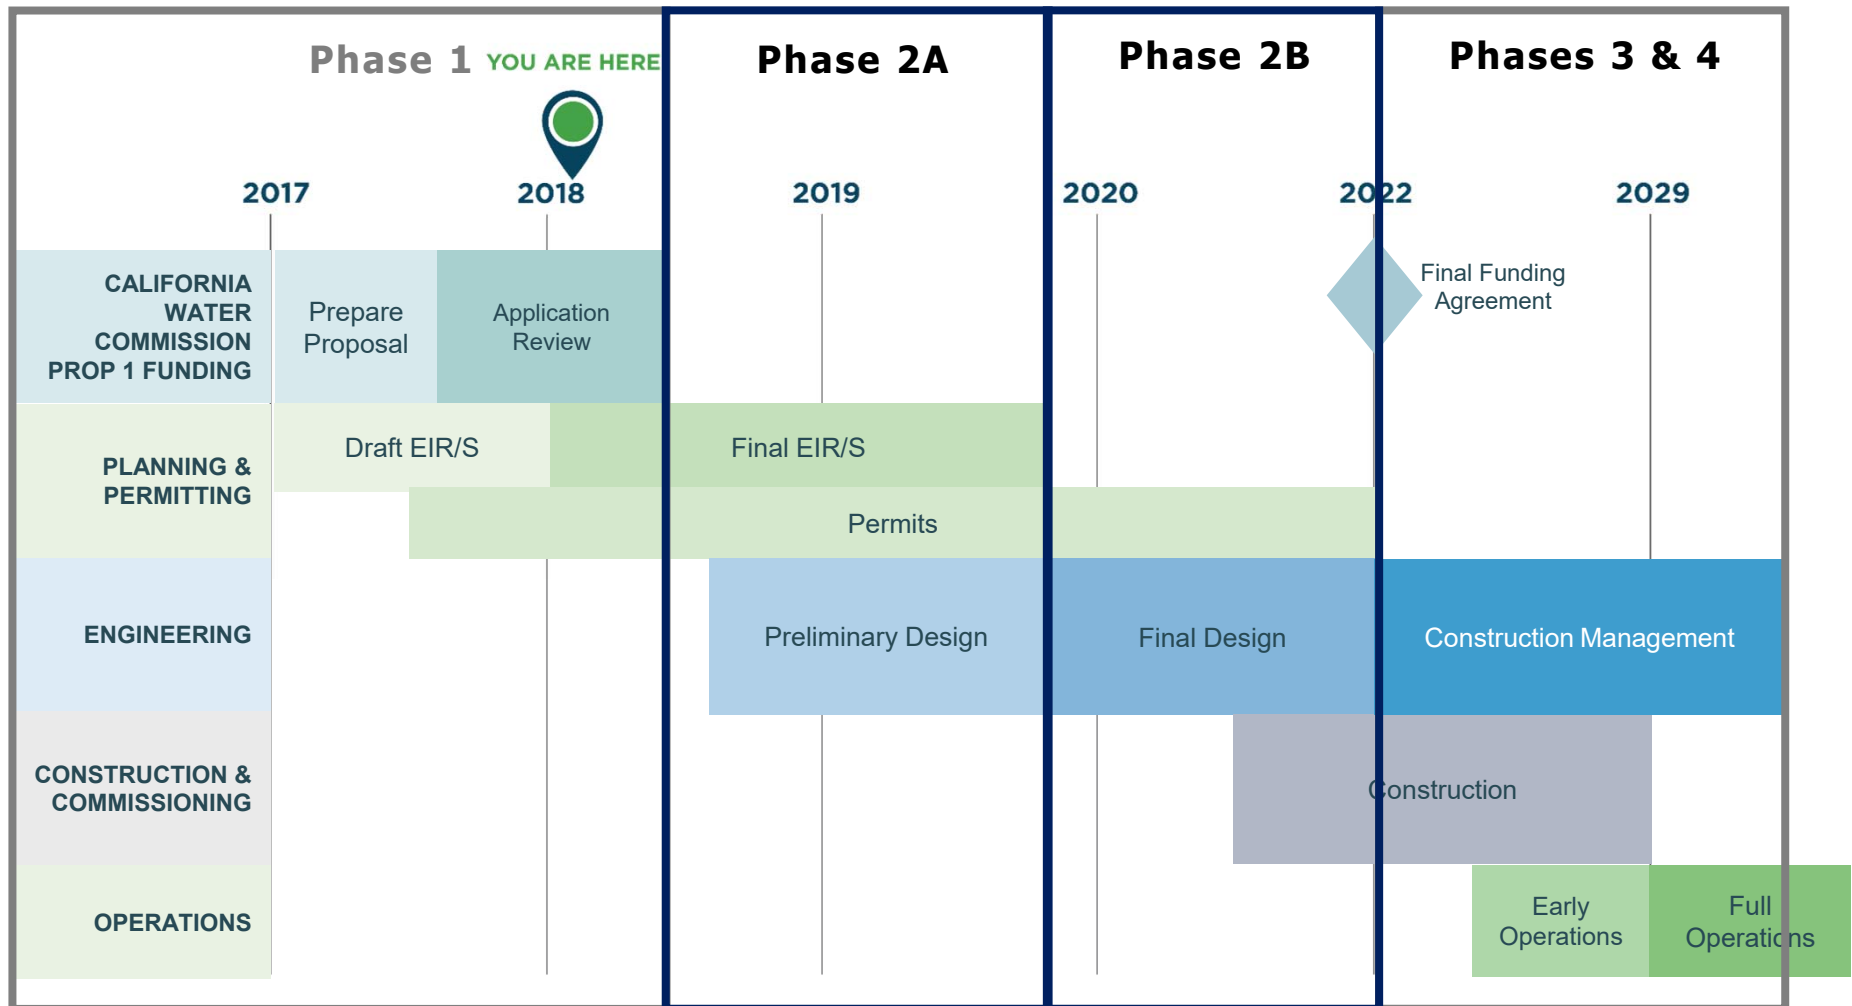 Phase 1
YOU ARE HERE
Phase 2A
Phase 2B
Phases 3 & 4
2017
2018
2019
2020
2022
2029
CALIFORNIA
WATER
COMMISSION
PROP 1 FUNDING
Prepare
Proposal
Application
Review
Final Funding
Agreement
PLANNING &
PERMITTING
Draft EIR/S
Final EIR/S
Permits
ENGINEERING
Preliminary Design
Final Design
Construction Management
CONSTRUCTION &
COMMISSIONING
Construction
OPERATIONS
Early
Operations
Full
Operations